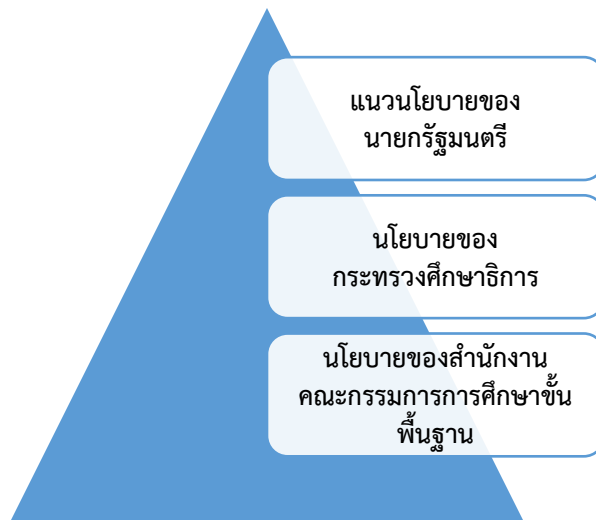 แนวนโยบายของ
นายกรัฐมนตรี
นโยบายของ
กระทรวงศึกษาธิการ
นโยบายของสำนักงาน
คณะกรรมการการศึกษาขั้น
พื้นฐาน